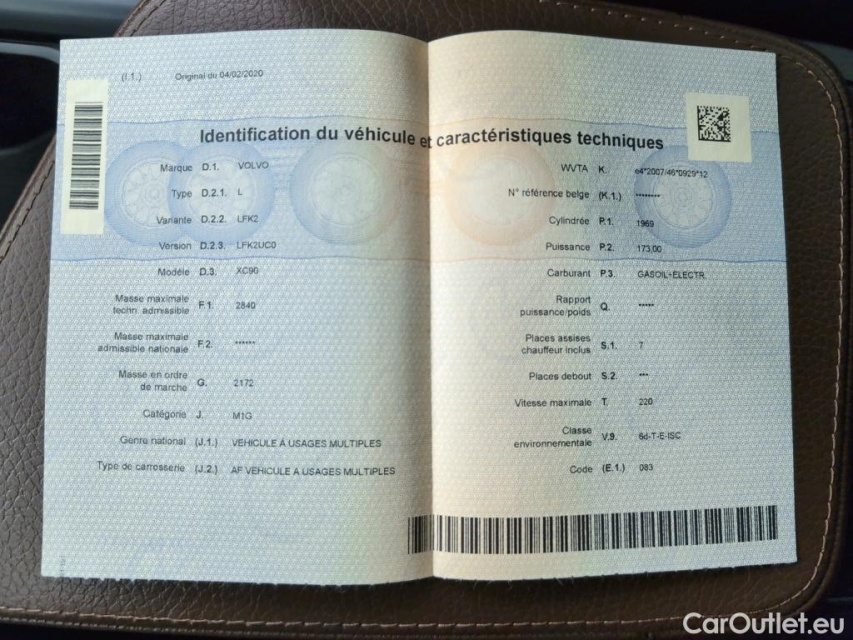 (I.1.) Original du 04/02/2020
Identification du véhicule et caractéristiques techniques
Marque D.1. VOLVO
Type D.2.1. L
Variante D.2.2. LFK2
Version D.2.3. LFK2UC0
Modèle D.3. XC90
Masse maximale
techn. admissible F.1. 2840
Masse maximale
admissible nationale F.2. ******
Masse en ordre
de marche G. 2172
Catégorie J. M1G
Genre national (J.1.) VEHICULE À USAGES MULTIPLES
Type de carrosserie (J.2.) AF VEHICULE A USAGES MULTIPLES
WVTA K. e4*2007/46*0929*12
N° référence belge (K.1.) ********
Cylindrée P.1. 1969
Puissance P.2. 173,00
Carburant P.3. GASOIL+ELECTR.
Rapport
puissance/poids Q. *****
Places assises
chauffeur inclus S.1. 7
Places debout S.2. ***
Vitesse maximale T. 220
Classe
environnementale V.9. 6d-T-E-ISC
Code (E.1.) 083
CarOutlet.eu